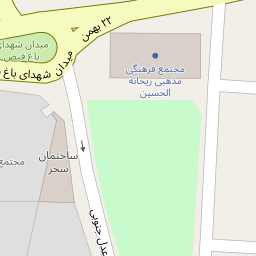 ۲۲ بهمن
میدان شهدای
باغ فیض
میدان شهدای باغ
مجتمع فرهنگی
مذهبی ریحانه
الحسین
ساختمان
سحر
مجتمع
عدل جنوبی